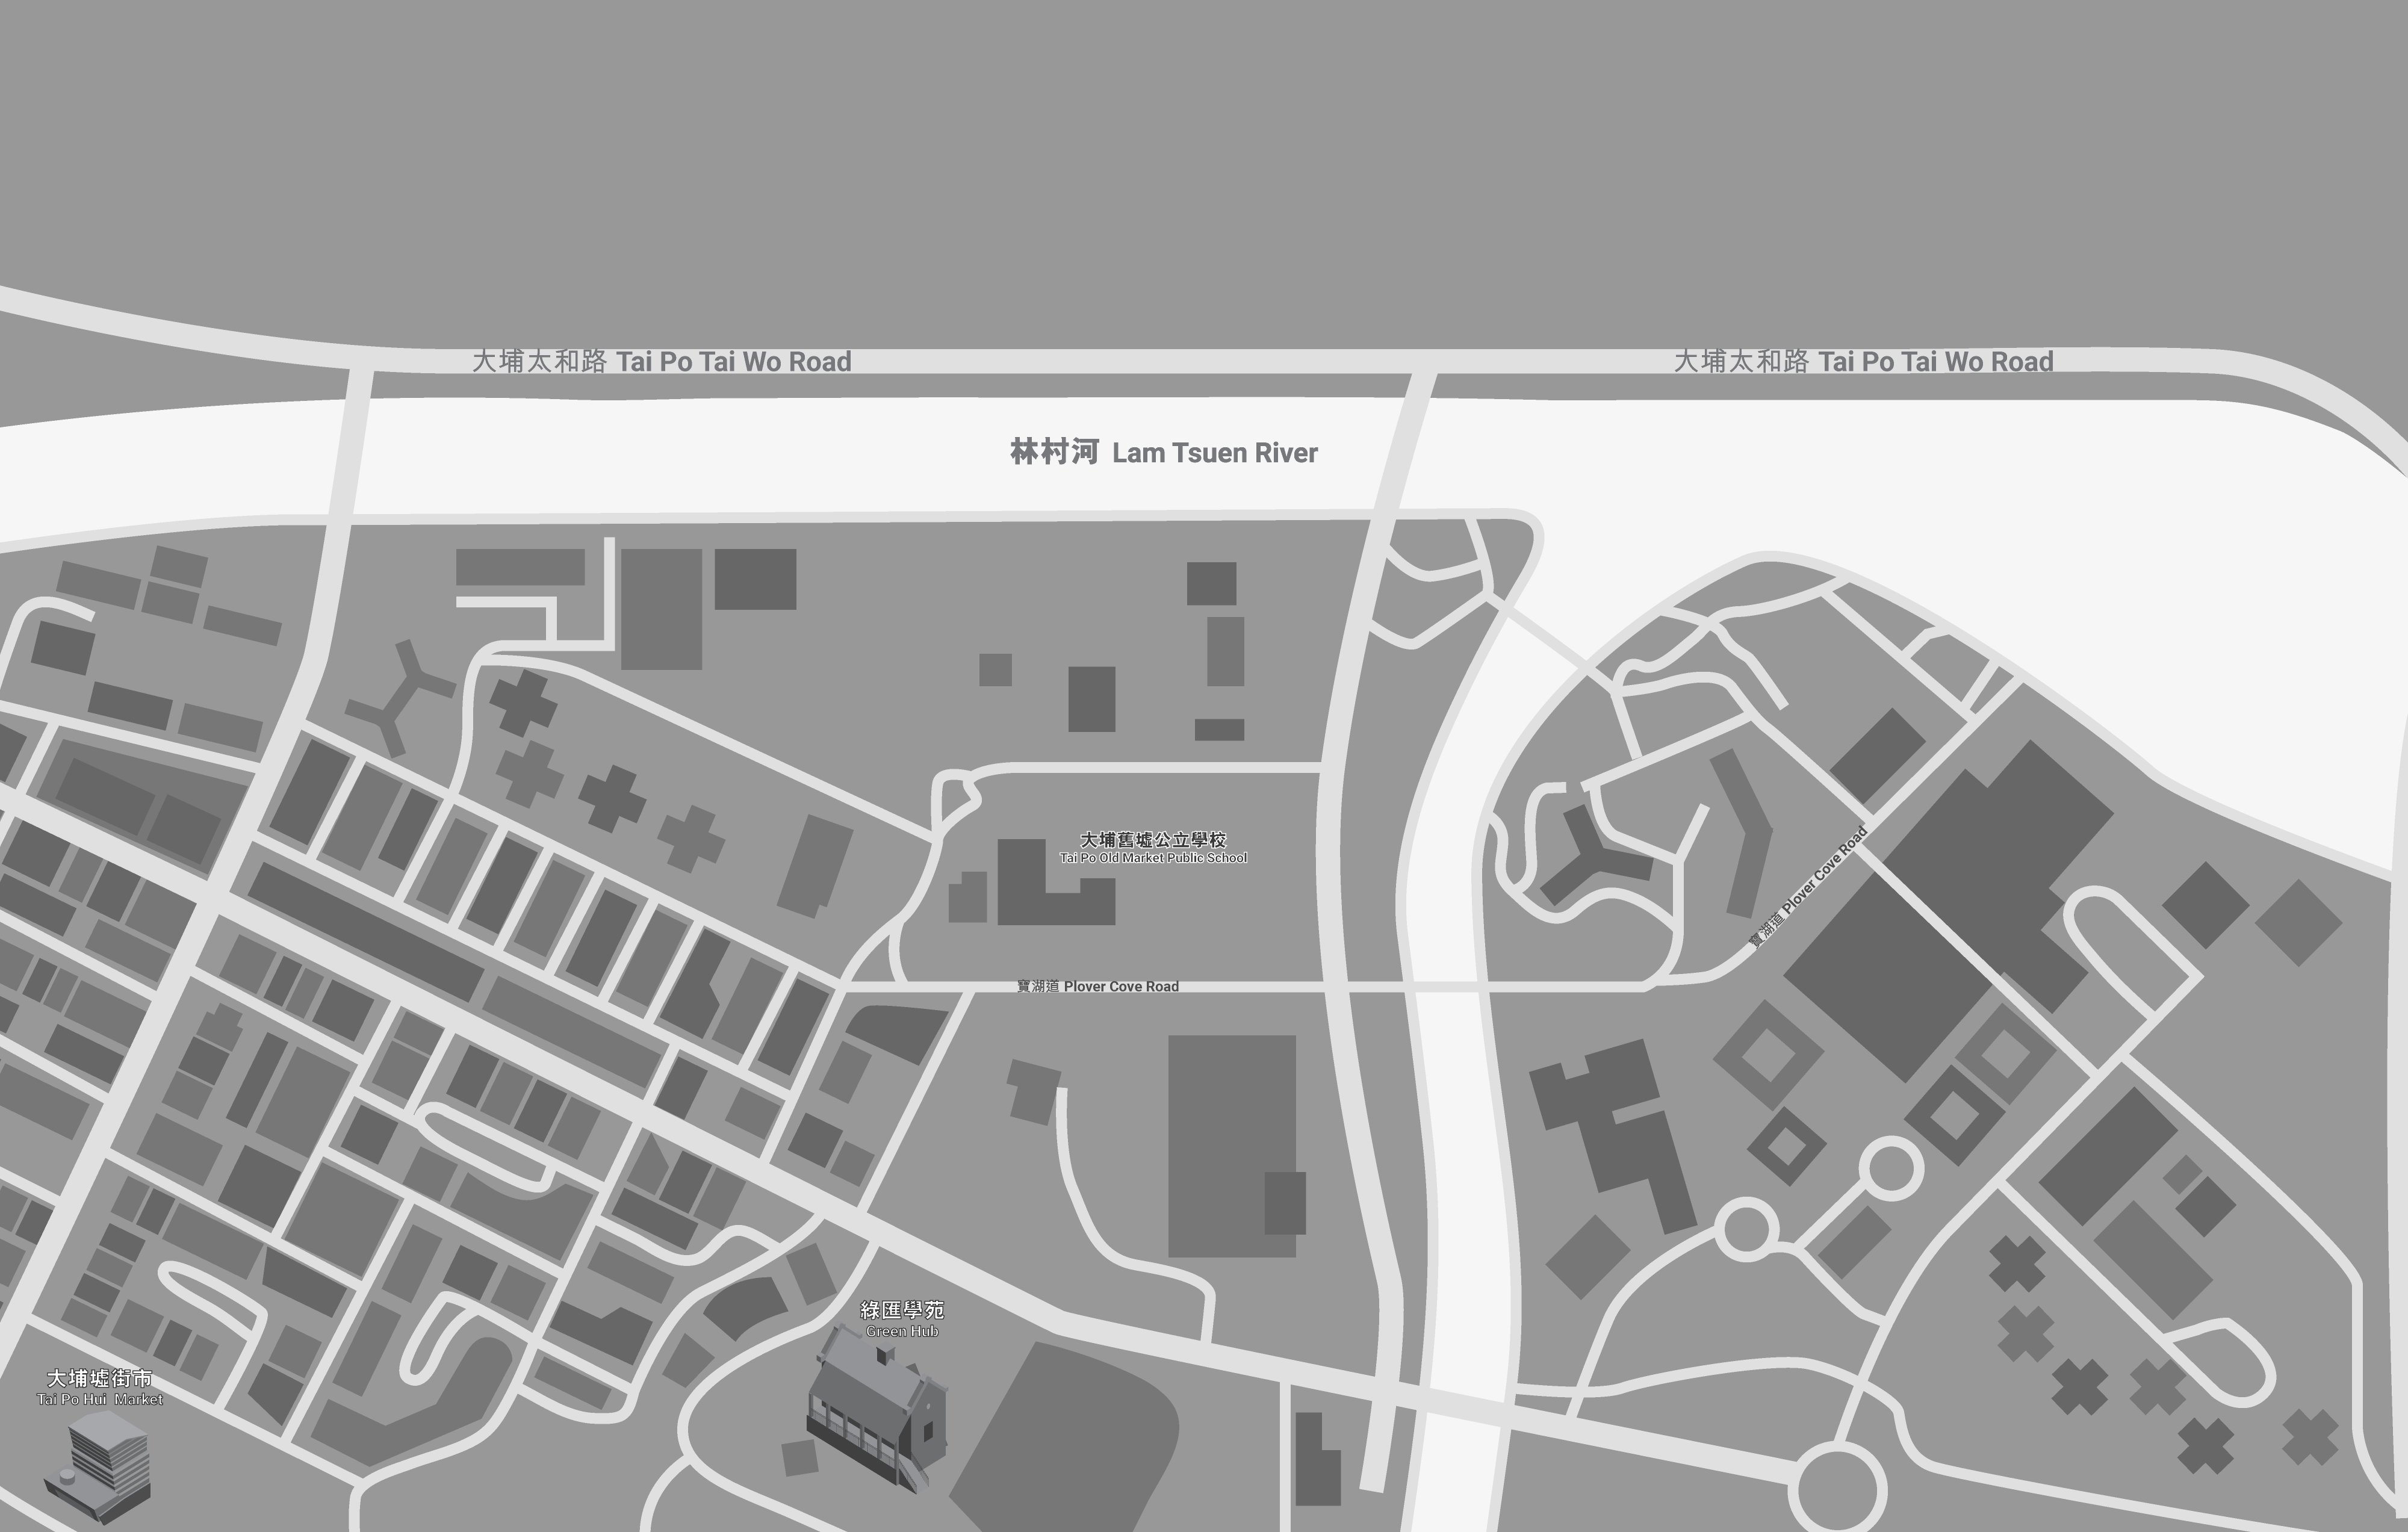 大埔太和路 Tai Po Tai Wo Road
大埔太和路 Tai Po Tai Wo Road
林村河 Lam Tsuen River
大埔舊墟公立學校
Tai Po Old Market Public School
寶湖道 Plover Cove Road
寶湖道 Plover Cove Road
綠匯學苑
Green Hub
大埔墟街市
Tai Po Hui Market